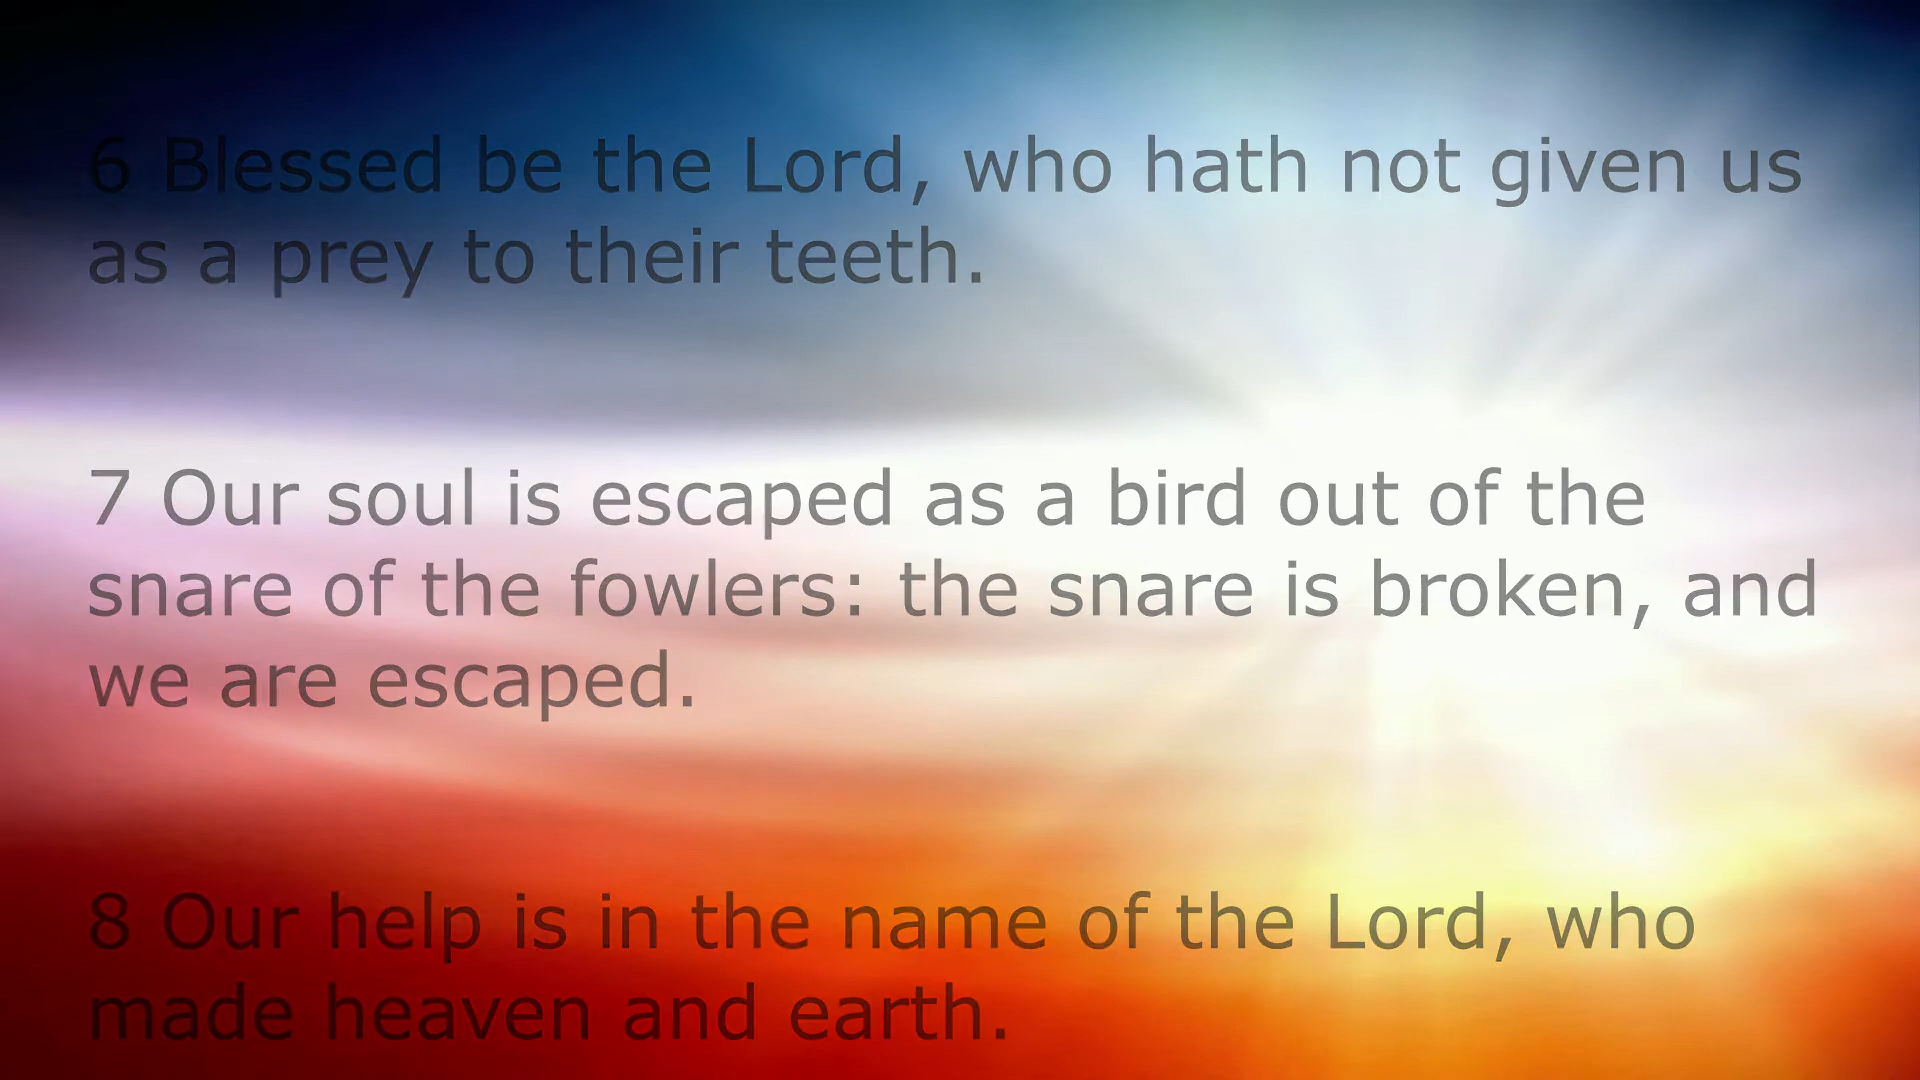 6 Blessed be the Lord, who hath not given us
as a prey to their teeth.
7 Our soul is escaped as a bird out of the
snare of the fowlers: the snare is broken, and
we are escaped.
8 Our help is in the name of the Lord, who
made heaven and earth.